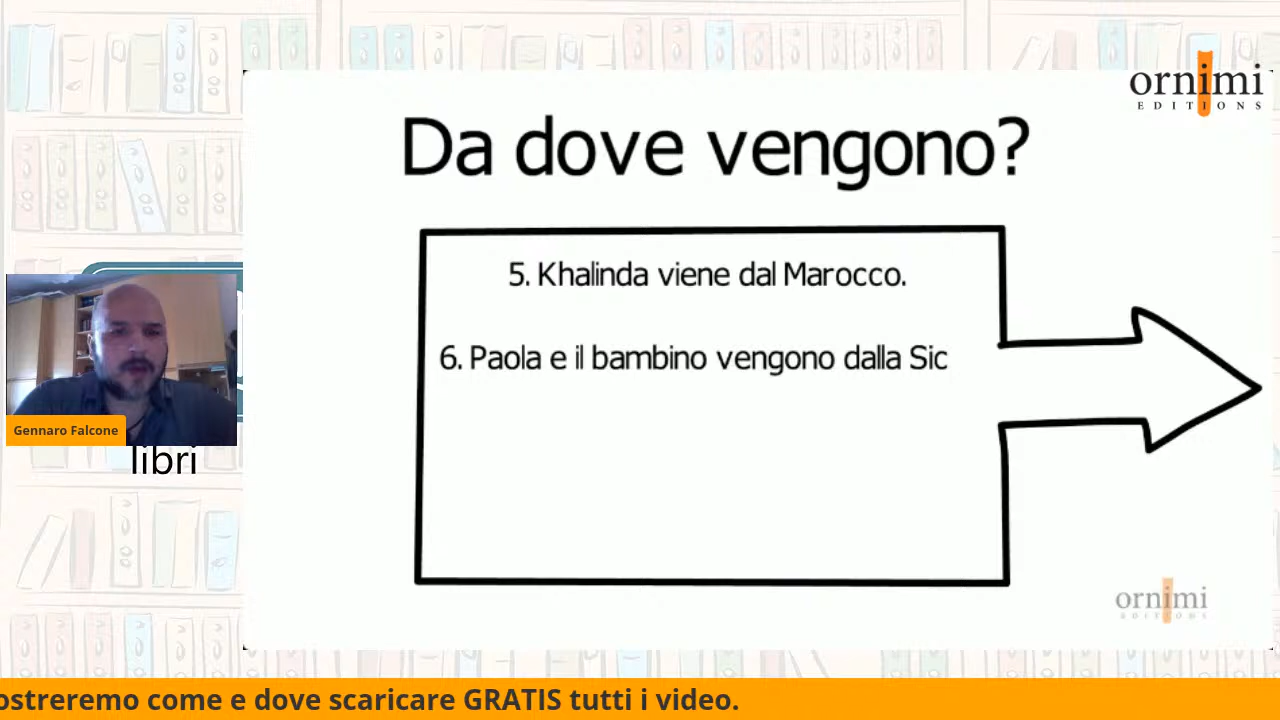 ornimi
EDITIONS
Da dove vengono?
5. Khalinda viene dal Marocco.
6. Paola e il bambino vengono dalla Sic
Gennaro Falcone
libri
ornimi
EDITIONS
ostreremo come e dove scaricare GRATIS tutti i video.